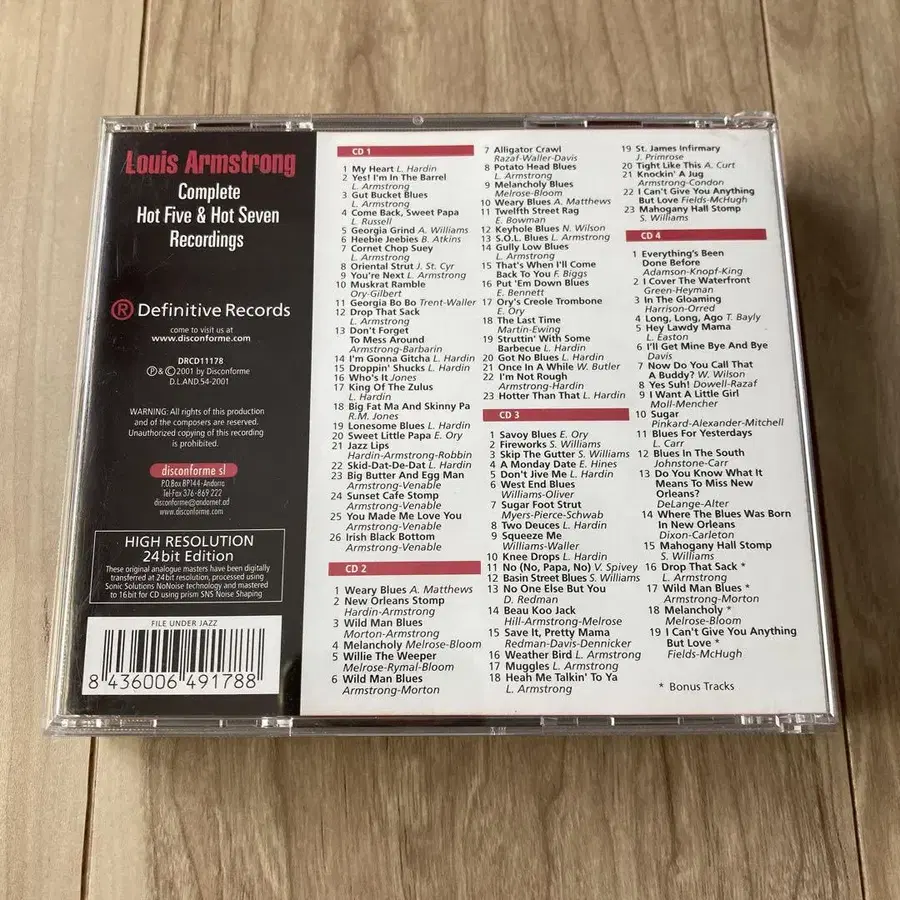 Louis Armstrong
Complete
Hot Five & Hot Seven
Recordings
® Definitive Records
come to visit us at
www.disconforme.com
DRCD11178
℗ & © 2001 by Disconforme
D.L.AND.54-2001
WARNING: All rights of this production
and of the composers are reserved.
Unauthorized copying of this recording
is prohibited.
disconforme sl
P.O.Box BP144-Andorra
Tel-Fax 376-869 222
disconforme@andornet.ad
www.disconforme.com
HIGH RESOLUTION
24bit Edition
These original analogue masters have been digitally
transferred at 24 bit resolution, processed using
Sonic Solutions NoNoise technology and mastered
to 16bit for CD using prism SNS Noise Shaping
FILE UNDER JAZZ
8 436006 491788
CD 1
1 My Heart L. Hardin
2 Yes! I'm In The Barrel
L. Armstrong
3 Gut Bucket Blues
L. Armstrong
4 Come Back, Sweet Papa
L. Russell
5 Georgia Grind A. Williams
6 Heebie Jeebies B. Atkins
7 Cornet Chop Suey
L. Armstrong
8 Oriental Strut J. St. Cyr
9 You're Next L. Armstrong
10 Muskrat Ramble
Ory-Gilbert
11 Georgia Bo Bo Trent-Waller
12 Drop That Sack
L. Armstrong
13 Don't Forget
To Mess Around
Armstrong-Barbarin
14 I'm Gonna Gitcha L. Hardin
15 Droppin' Shucks L. Hardin
16 Who's It Jones
17 King Of The Zulus
L. Hardin
18 Big Fat Ma And Skinny Pa
R.M. Jones
19 Lonesome Blues L. Hardin
20 Sweet Little Papa E. Ory
21 Jazz Lips
Hardin-Armstrong-Robbin
22 Skid-Dat-De-Dat L. Hardin
23 Big Butter And Egg Man
Armstrong-Venable
24 Sunset Cafe Stomp
Armstrong-Venable
25 You Made Me Love You
Armstrong-Venable
26 Irish Black Bottom
Armstrong-Venable
CD 2
1 Weary Blues A. Matthews
2 New Orleans Stomp
Hardin-Armstrong
3 Wild Man Blues
Morton-Armstrong
4 Melancholy Melrose-Bloom
5 Willie The Weeper
Melrose-Rymal-Bloom
6 Wild Man Blues
Armstrong-Morton
7 Alligator Crawl
Razaf-Waller-Davis
8 Potato Head Blues
L. Armstrong
9 Melancholy Blues
Melrose-Bloom
10 Weary Blues A. Matthews
11 Twelfth Street Rag
E. Bowman
12 Keyhole Blues N. Wilson
13 S.O.L. Blues L. Armstrong
14 Gully Low Blues
L. Armstrong
15 That's When I'll Come
Back To You F. Biggs
16 Put 'Em Down Blues
E. Bennett
17 Ory's Creole Trombone
E. Ory
18 The Last Time
Martin-Ewing
19 Struttin' With Some
Barbecue L. Hardin
20 Got No Blues L. Hardin
21 Once In A While W. Butler
22 I'm Not Rough
Armstrong-Hardin
23 Hotter Than That L. Hardin
CD 3
1 Savoy Blues E. Ory
2 Fireworks S. Williams
3 Skip The Gutter S. Williams
4 A Monday Date E. Hines
5 Don't Jive Me L. Hardin
6 West End Blues
Williams-Oliver
7 Sugar Foot Strut
Myers-Pierce-Schwab
8 Two Deuces L. Hardin
9 Squeeze Me
Williams-Waller
10 Knee Drops L. Hardin
11 No (No, Papa, No) V. Spivey
12 Basin Street Blues S. Williams
13 No One Else But You
D. Redman
14 Beau Koo Jack
Hill-Armstrong-Melrose
15 Save It, Pretty Mama
Redman-Davis-Dennicker
16 Weather Bird L. Armstrong
17 Muggles L. Armstrong
18 Heah Me Talkin' To Ya
L. Armstrong
19 St. James Infirmary
J. Primrose
20 Tight Like This A. Curt
21 Knockin' A Jug
Armstrong-Condon
22 I Can't Give You Anything
But Love Fields-McHugh
23 Mahogany Hall Stomp
S. Williams
CD 4
1 Everything's Been
Done Before
Adamson-Knopf-King
2 I Cover The Waterfront
Green-Heyman
3 In The Gloaming
Harrison-Orred
4 Long, Long, Ago T. Bayly
5 Hey Lawdy Mama
L. Easton
6 I'll Get Mine Bye And Bye
Davis
7 Now Do You Call That
A Buddy? W. Wilson
8 Yes Suh! Dowell-Razaf
9 I Want A Little Girl
Moll-Mencher
10 Sugar
Pinkard-Alexander-Mitchell
11 Blues For Yesterdays
L. Carr
12 Blues In The South
Johnstone-Carr
13 Do You Know What It
Means To Miss New
Orleans?
DeLange-Alter
14 Where The Blues Was Born
In New Orleans
Dixon-Carleton
15 Mahogany Hall Stomp
S. Williams
16 Drop That Sack *
L. Armstrong
17 Wild Man Blues *
Armstrong-Morton
18 Melancholy *
Melrose-Bloom
19 I Can't Give You Anything
But Love *
Fields-McHugh
* Bonus Tracks